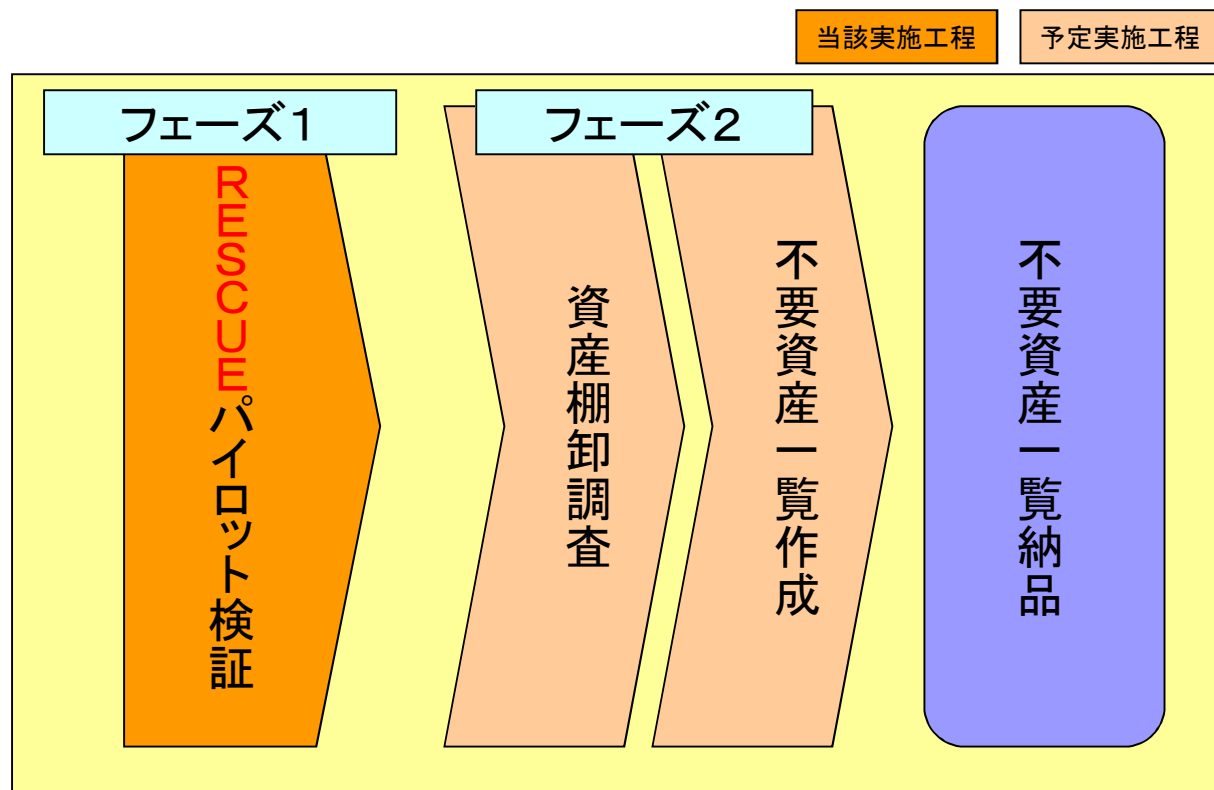 当該実施工程
予定実施工程
フェーズ１
フェーズ２
ＲＥＳＣＵＥパイロット検証
資産棚卸調査
不要資産一覧作成
不要資産一覧納品